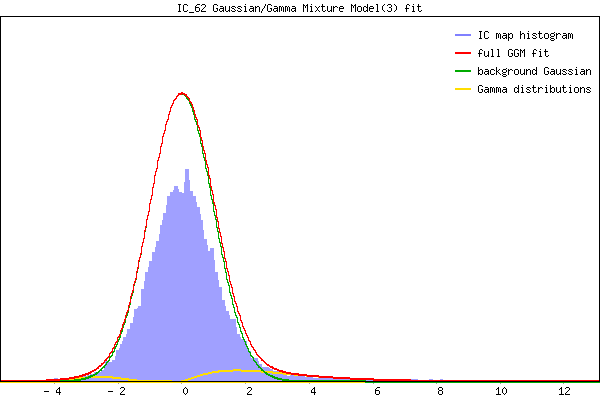 IC_62 Gaussian/Gamma Mixture Model(3) fit
IC map histogram
full GGM fit
background Gaussian
Gamma distributions
-4 -2 0 2 4 6 8 10 12